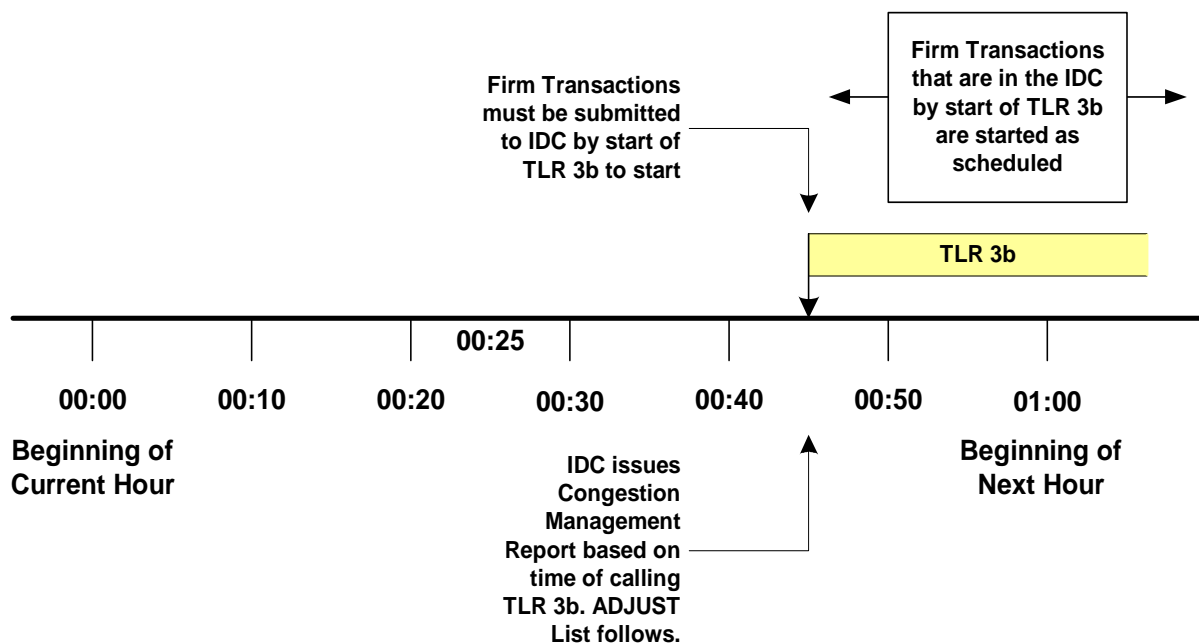 Firm Transactions
must be submitted
to IDC by start of
TLR 3b to start
Firm Transactions
that are in the IDC
by start of TLR 3b
are started as
scheduled
TLR 3b
00:25
00:00
00:10
00:20
00:30
00:40
00:50
01:00
Beginning of
Current Hour
IDC issues
Congestion
Management
Report based on
time of calling
TLR 3b. ADJUST
List follows.
Beginning of
Next Hour